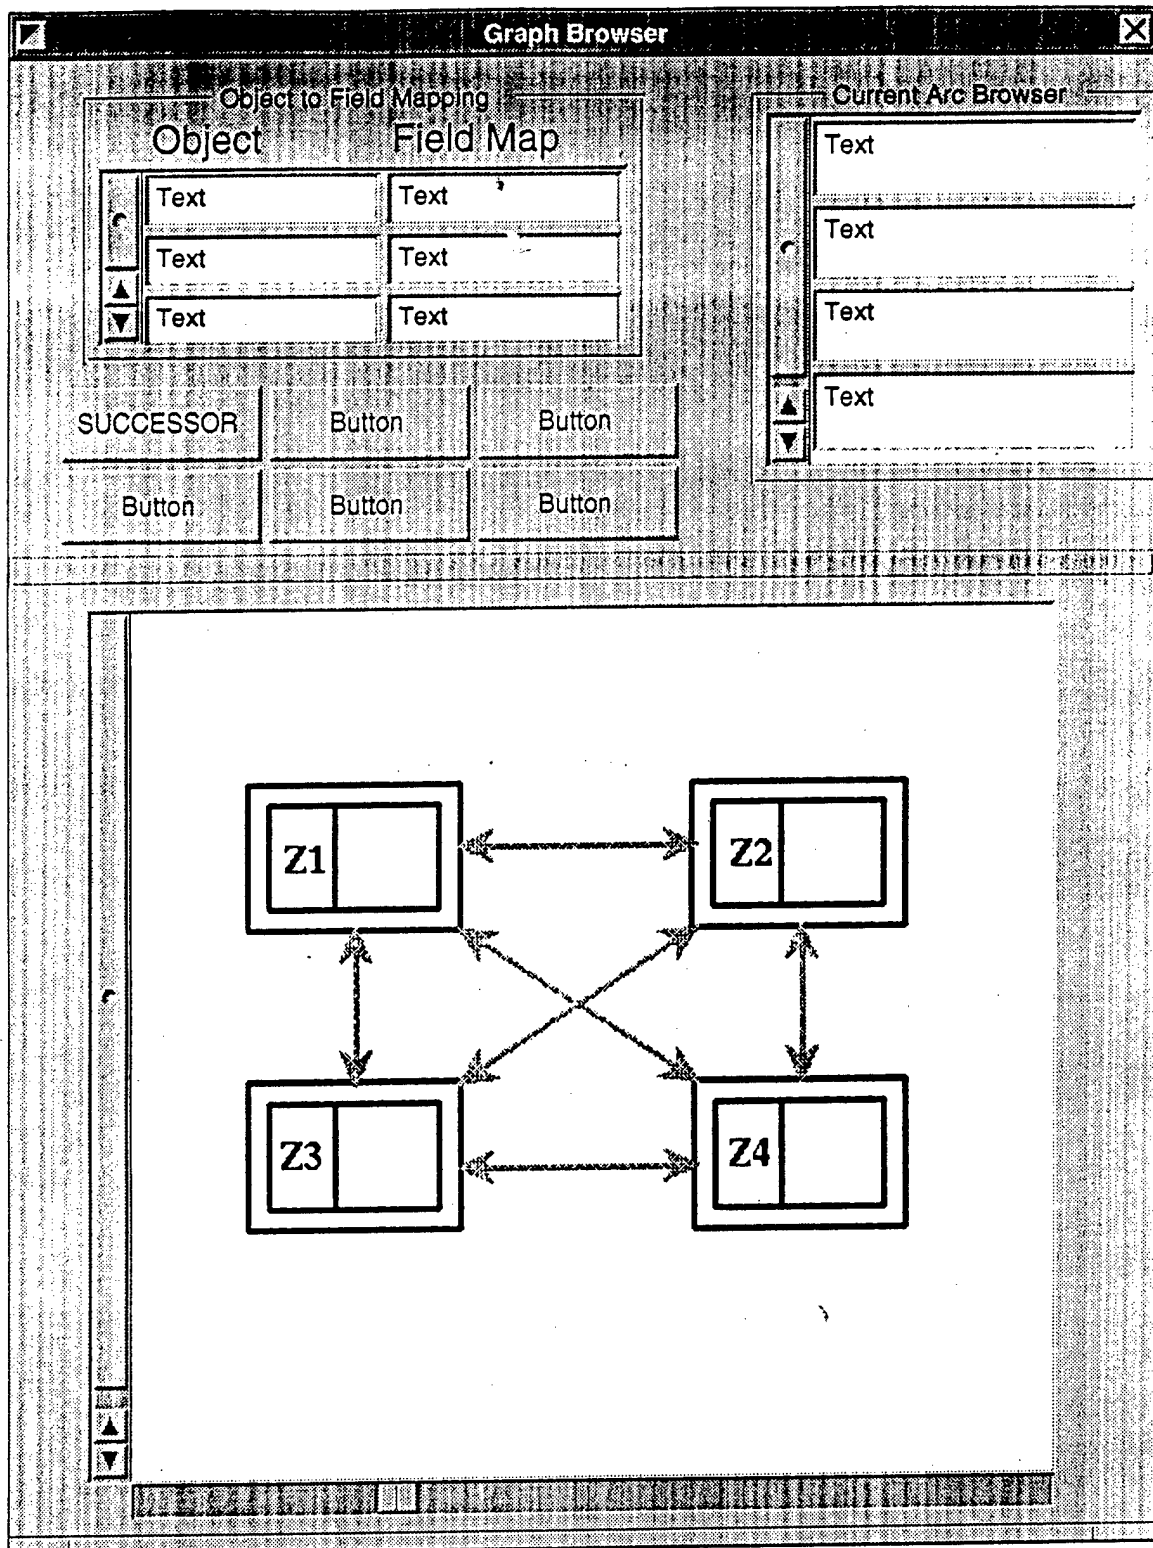 Graph Browser
Object to Field Mapping
Object Field Map
Text Text
Text Text
Text Text
Current Arc Browser
Text
Text
Text
Text
SUCCESSOR Button Button
Button Button Button
Z1 Z2
Z3 Z4